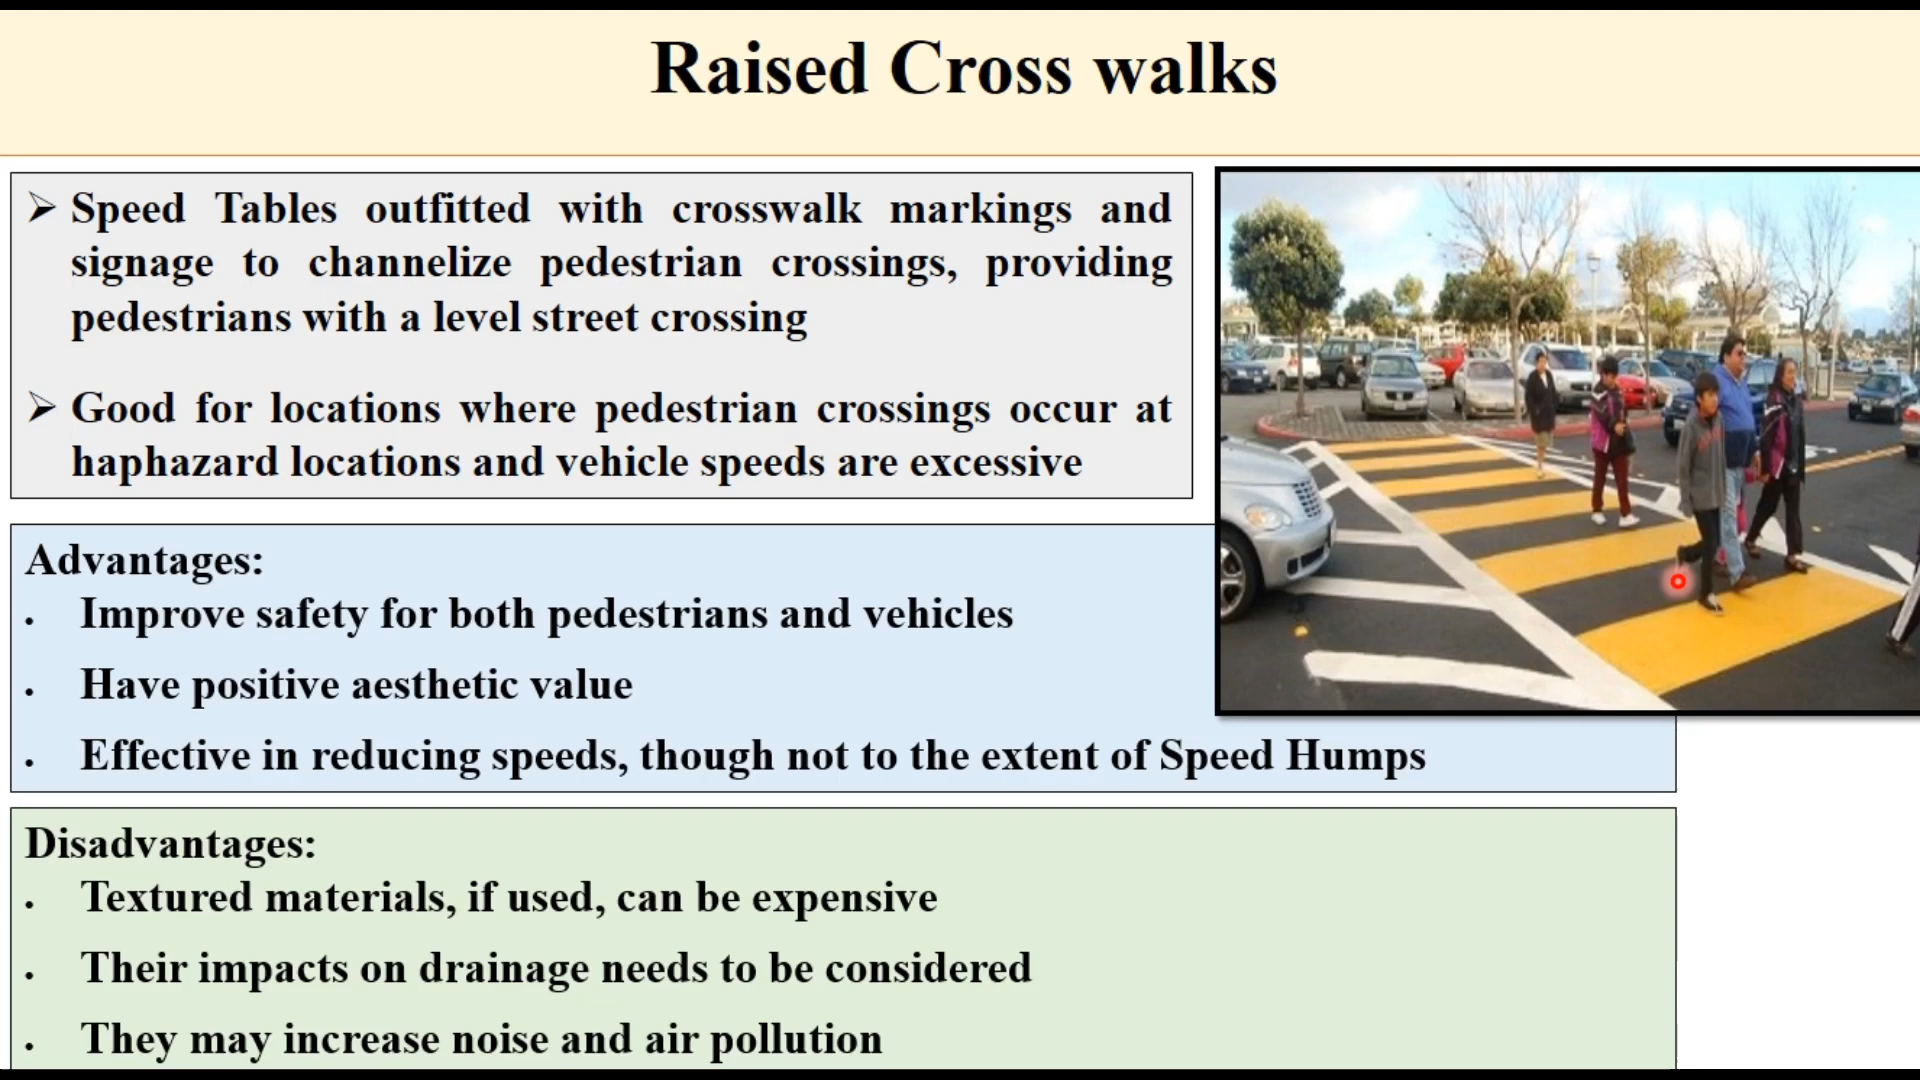 Raised Cross walks
➢ Speed Tables outfitted with crosswalk markings and
signage to channelize pedestrian crossings, providing
pedestrians with a level street crossing
➢ Good for locations where pedestrian crossings occur at
haphazard locations and vehicle speeds are excessive
Advantages:
• Improve safety for both pedestrians and vehicles
• Have positive aesthetic value
• Effective in reducing speeds, though not to the extent of Speed Humps
Disadvantages:
• Textured materials, if used, can be expensive
• Their impacts on drainage needs to be considered
• They may increase noise and air pollution